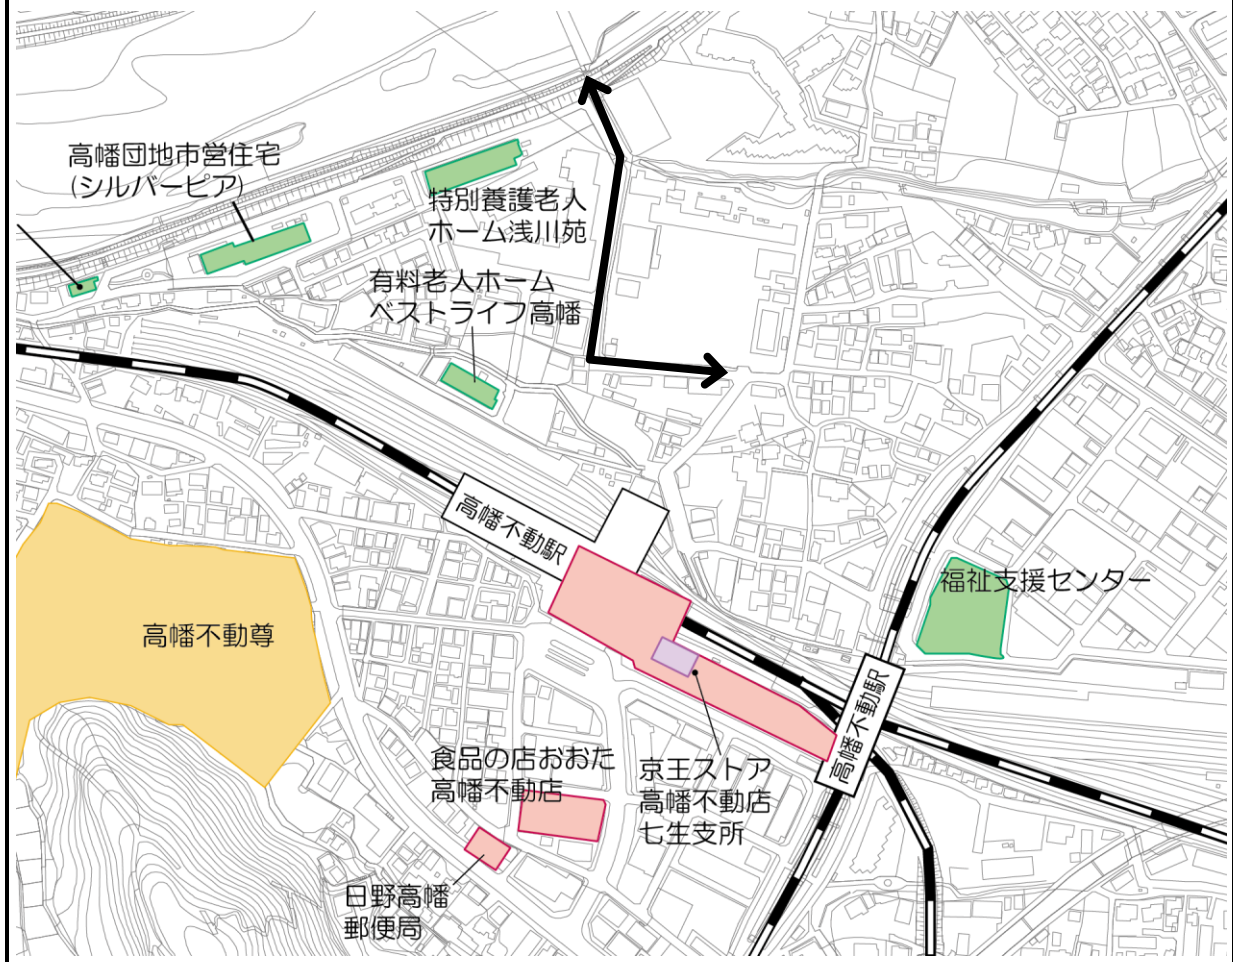 高幡団地市営住宅
(シルバーピア)
特別養護老人
ホーム浅川苑
有料老人ホーム
ベストライフ高幡
高幡不動駅
福祉支援センター
高幡不動尊
高幡不動駅
食品の店おおた
高幡不動店
京王ストア
高幡不動店
七生支所
日野高幡
郵便局